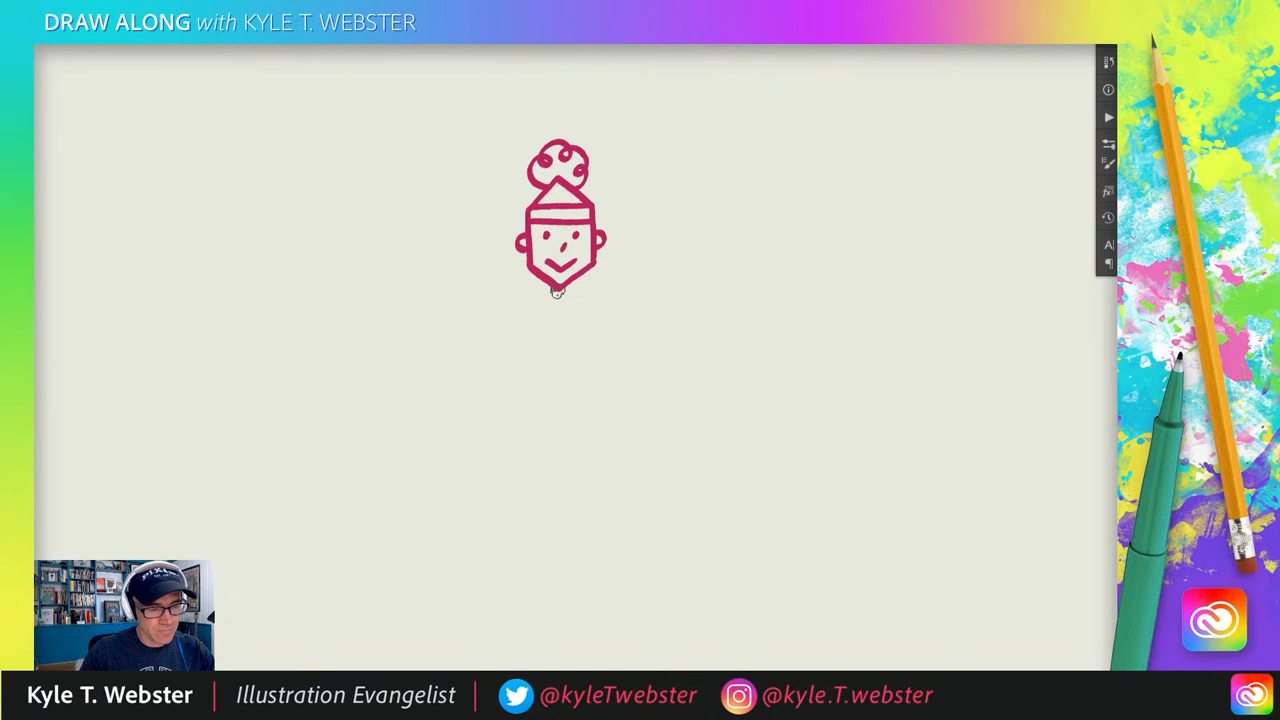 DRAW ALONG with KYLE T. WEBSTER
Kyle T. Webster | Illustration Evangelist | @kyleTwebster @kyle.T.webster